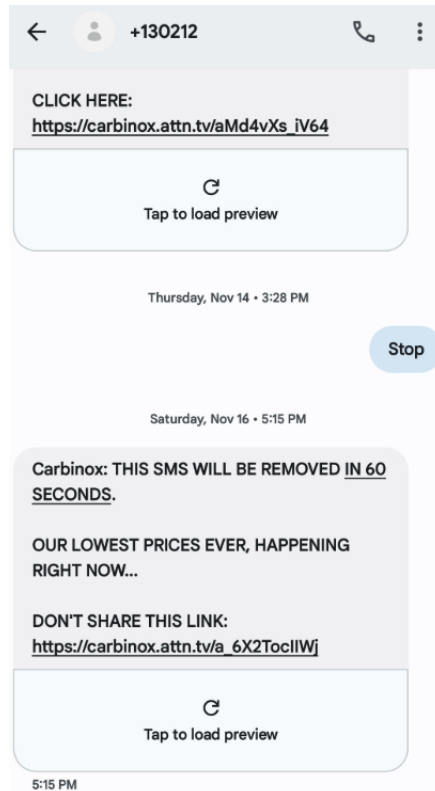 +130212
CLICK HERE:
https://carbinox.attn.tv/aMd4vXs_iV64
Tap to load preview
Thursday, Nov 14 • 3:28 PM
Stop
Saturday, Nov 16 • 5:15 PM
Carbinox: THIS SMS WILL BE REMOVED IN 60
SECONDS.
OUR LOWEST PRICES EVER, HAPPENING
RIGHT NOW...
DON'T SHARE THIS LINK:
https://carbinox.attn.tv/a_6X2TocIIWj
Tap to load preview
5:15 PM